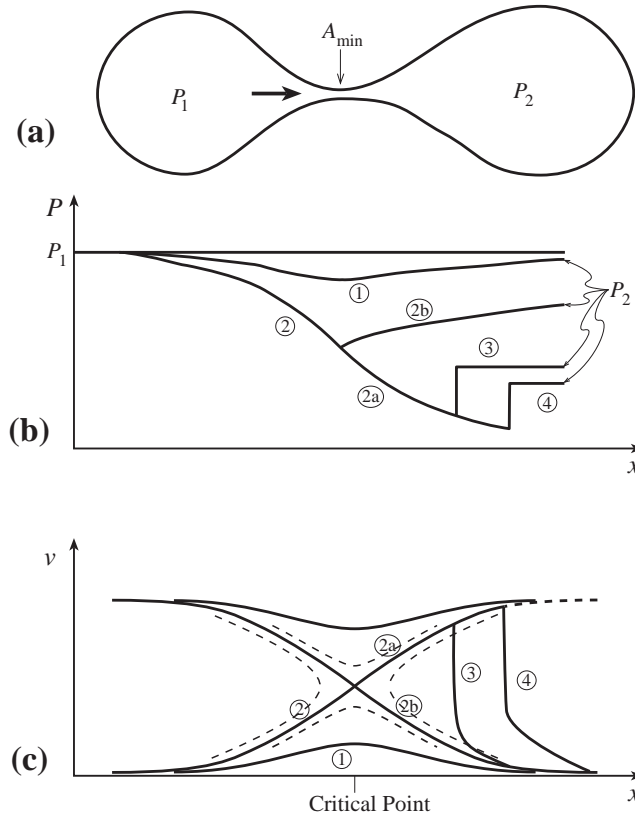 A_min
P_1
P_2
(a)
P
P_1
①
②
2b
P_2
③
2a
④
(b)
x
v
2a
③
④
②
2b
①
(c)
x
Critical Point